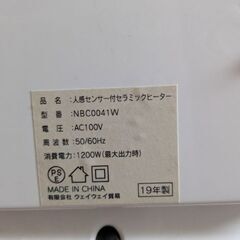 品名:人感センサー付セラミックヒーター
型番:NBC0041W
電圧:AC100V
周波数:50/60Hz
消費電力:1200W(最大出力時)
PSE
MADE IN CHINA
19年製
有限会社 ウェイウェイ貿易